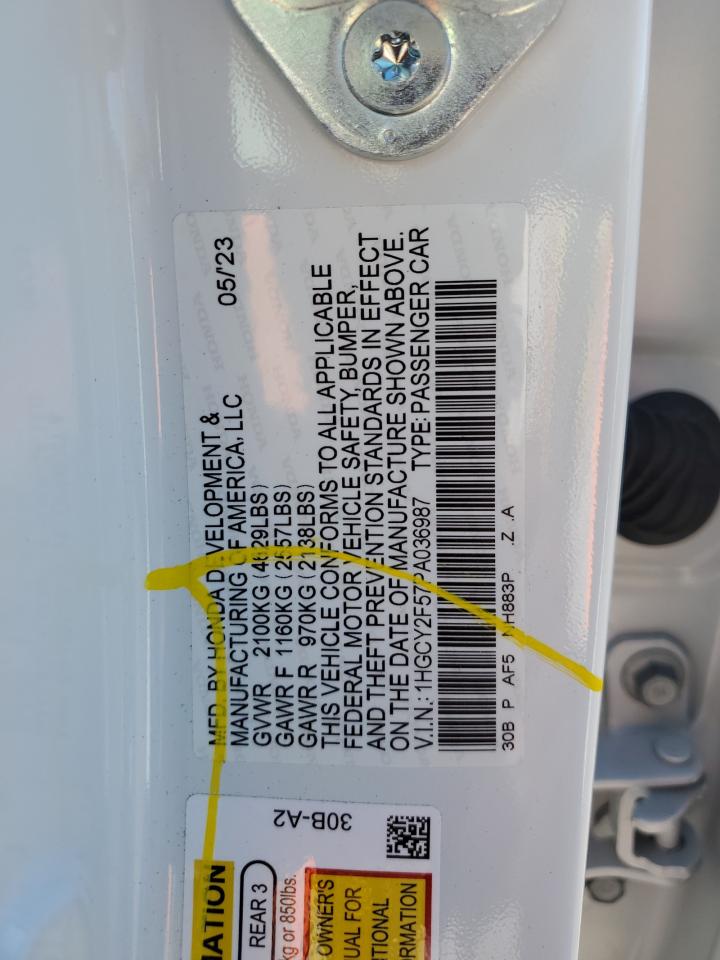 MFD. BY HONDA DEVELOPMENT &
MANUFACTURING OF AMERICA, LLC 05/'23
GVWR 2100KG (4629LBS)
GAWR F 1160KG (2557LBS)
GAWR R 970KG (2138LBS)
THIS VEHICLE CONFORMS TO ALL APPLICABLE
FEDERAL MOTOR VEHICLE SAFETY, BUMPER,
AND THEFT PREVENTION STANDARDS IN EFFECT
ON THE DATE OF MANUFACTURE SHOWN ABOVE.
V.I.N.: 1HGCY2F57PA036987 TYPE: PASSENGER CAR
30B P AF5 NH883P .Z .A
30B-A2
MATION
REAR 3
kg or 850lbs.
OWNER'S
UAL FOR
TIONAL
RMATION